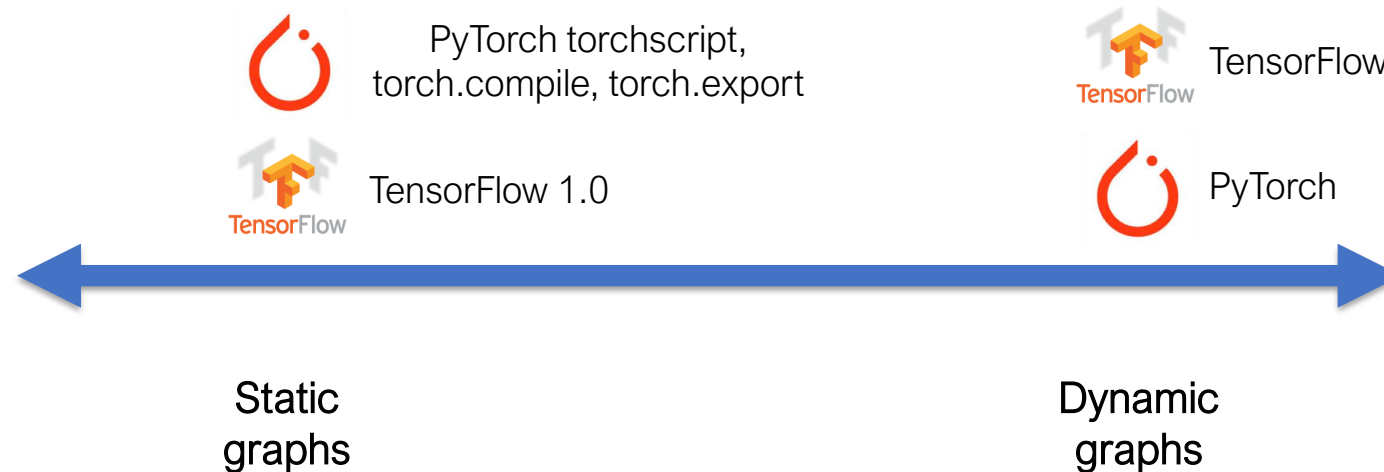 PyTorch torchscript,
torch.compile, torch.export
TensorFlow
TensorFlow 1.0
TensorFlow
TensorFlow
PyTorch
Static
graphs
Dynamic
graphs